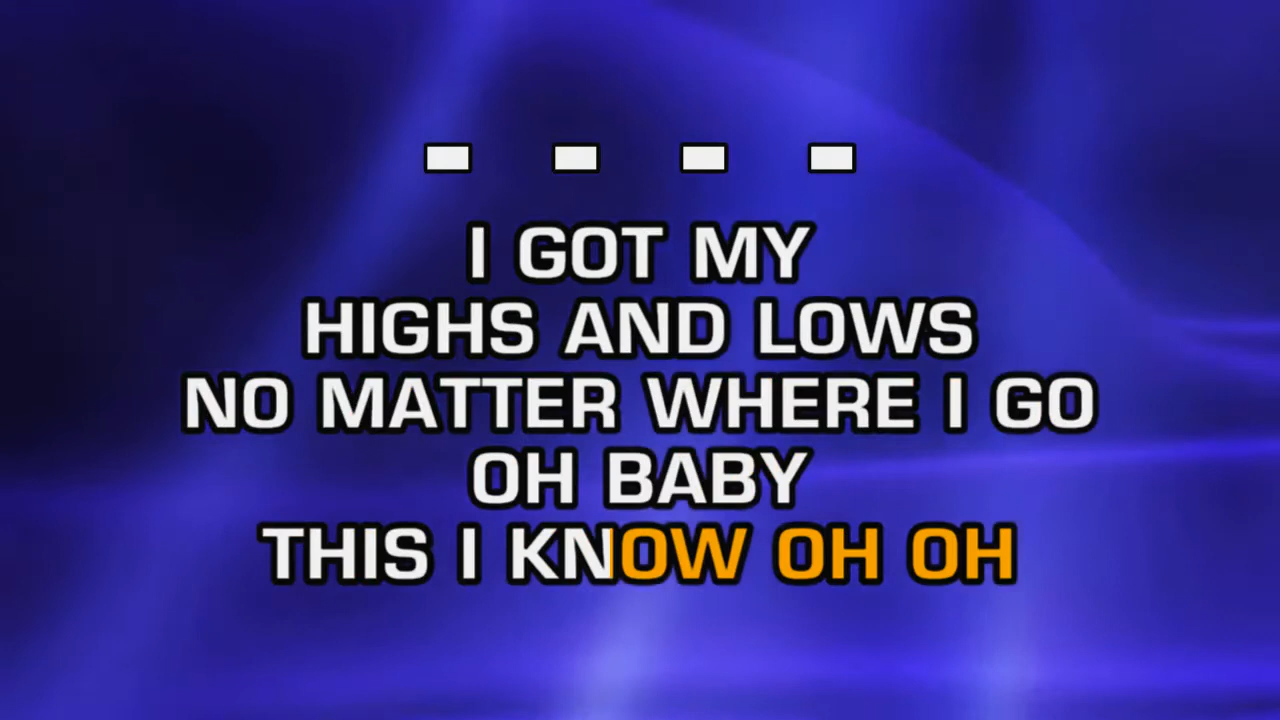 - - - -
I GOT MY
HIGHS AND LOWS
NO MATTER WHERE I GO
OH BABY
THIS I KNOW OH OH